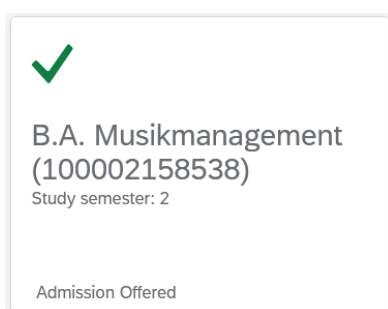 B.A. Musikmanagement
(100002158538)
Study semester: 2
Admission Offered